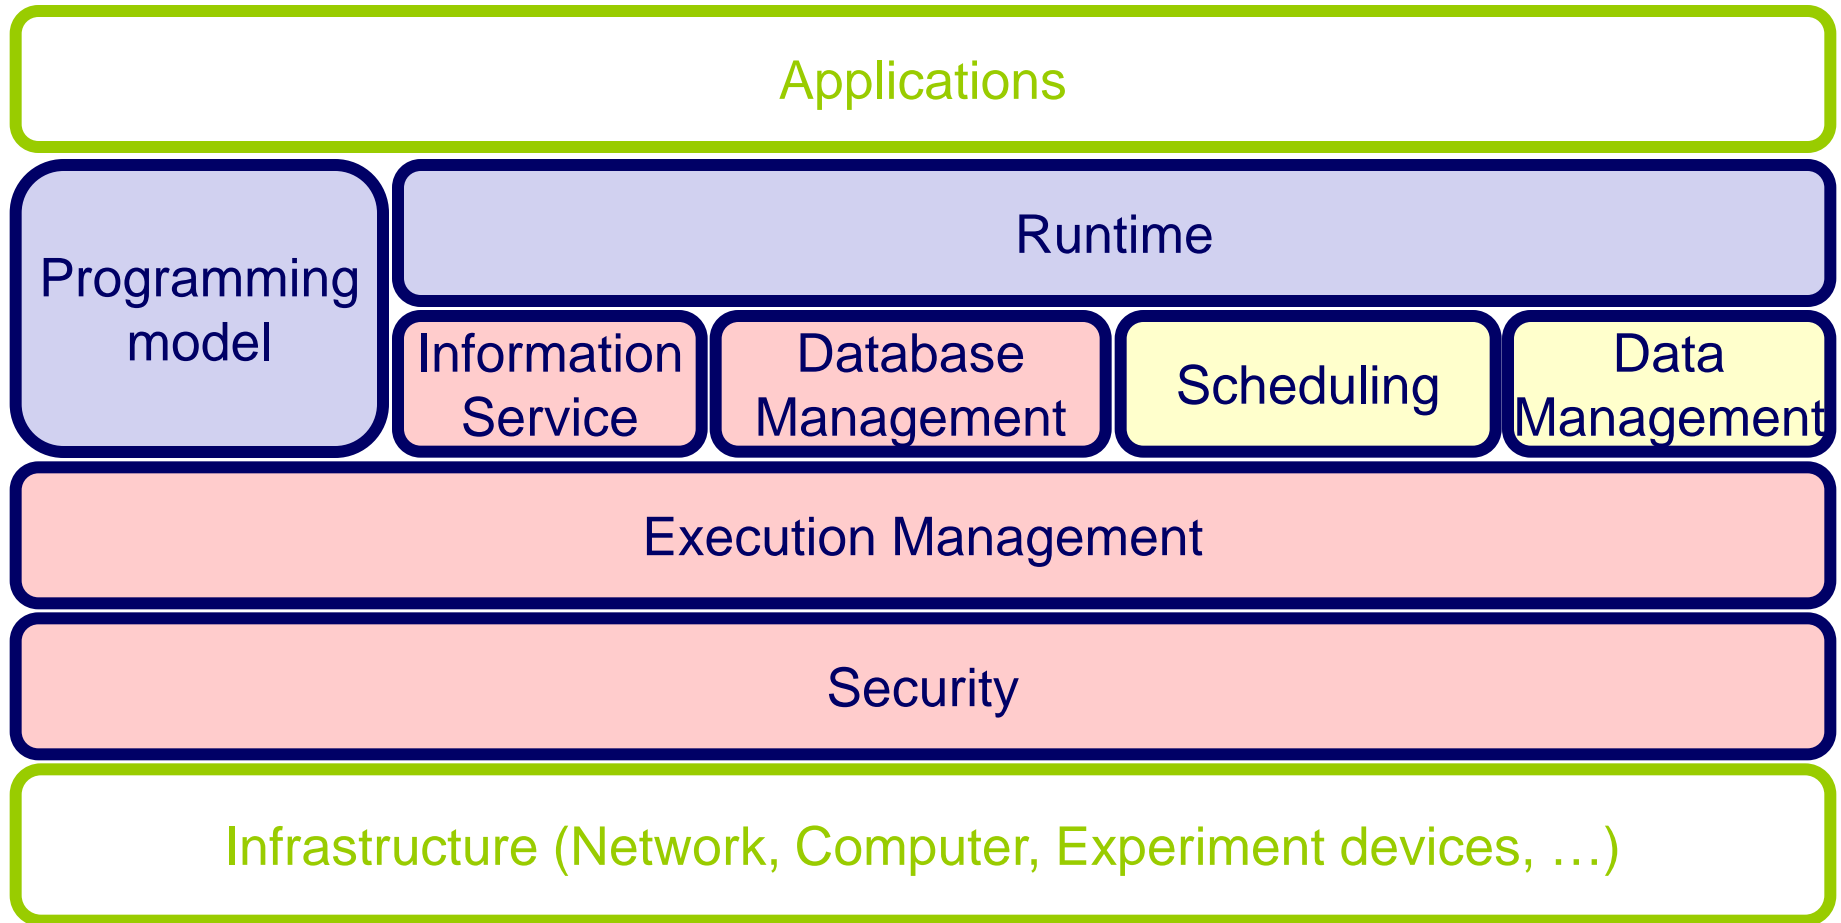 Applications
Programming
model
Runtime
Information
Service
Database
Management
Scheduling
Data
Management
Execution Management
Security
Infrastructure (Network, Computer, Experiment devices, …)